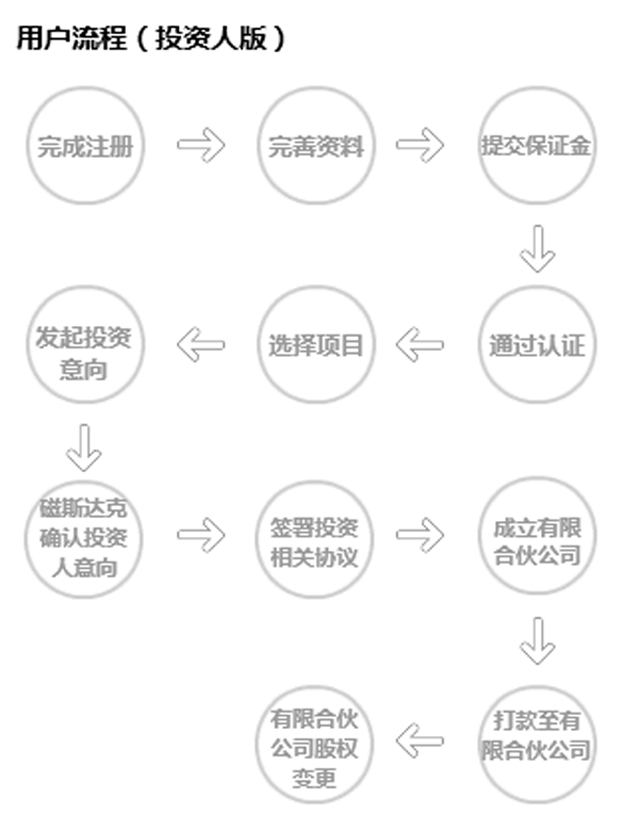 用户流程（投资人版）
完成注册
完善资料
提交保证金
通过认证
选择项目
发起投资
意向
磁斯达克
确认投资
人意向
签署投资
相关协议
成立有限
合伙公司
打款至有
限合伙公司
有限合伙
公司股权
变更